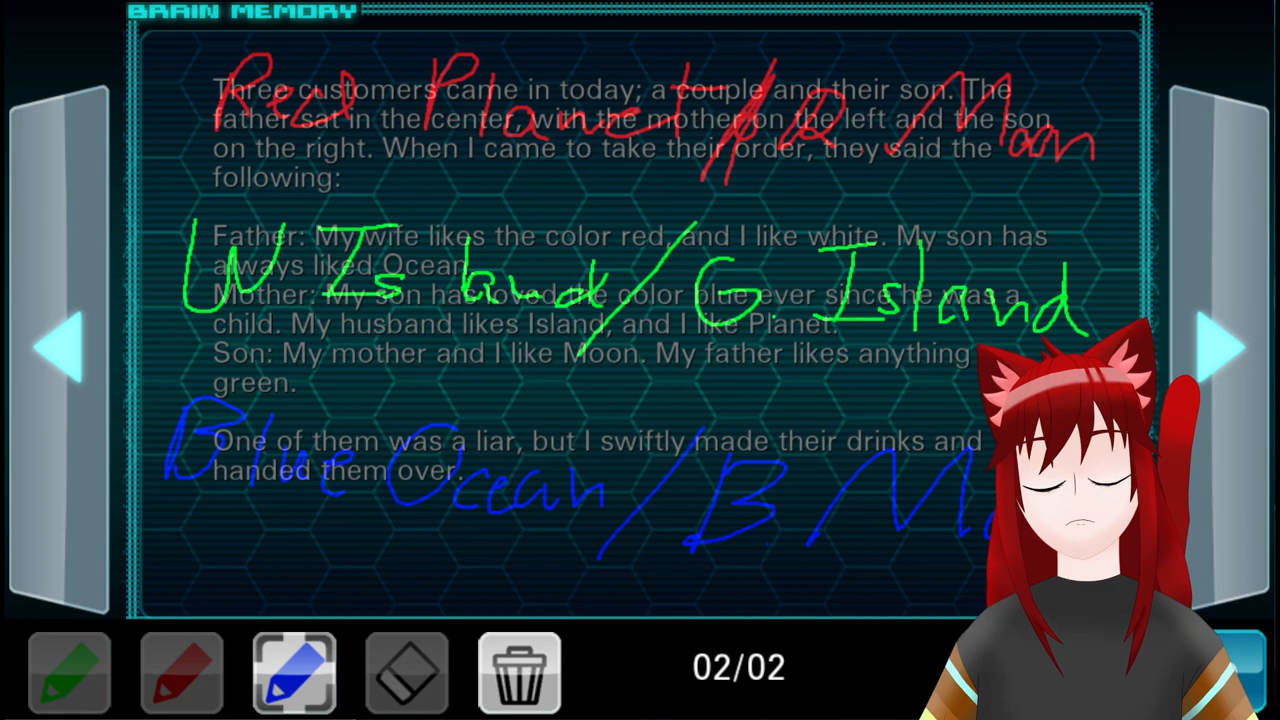 BRAIN MEMORY
Three customers came in today; a couple and their son. The
father sat in the center, with the mother on the left and the son
on the right. When I came to take their order, they said the
following:
Real Planet / R. Moon
Father: My wife likes the color red, and I like white. My son has
always liked Ocean.
W Island / G. Island
Mother: My son has loved the color blue ever since he was a
child. My husband likes Island, and I like Planet.
Son: My mother and I like Moon. My father likes anything
green.
One of them was a liar, but I swiftly made their drinks and
handed them over.
Blue Ocean / B.
02/02